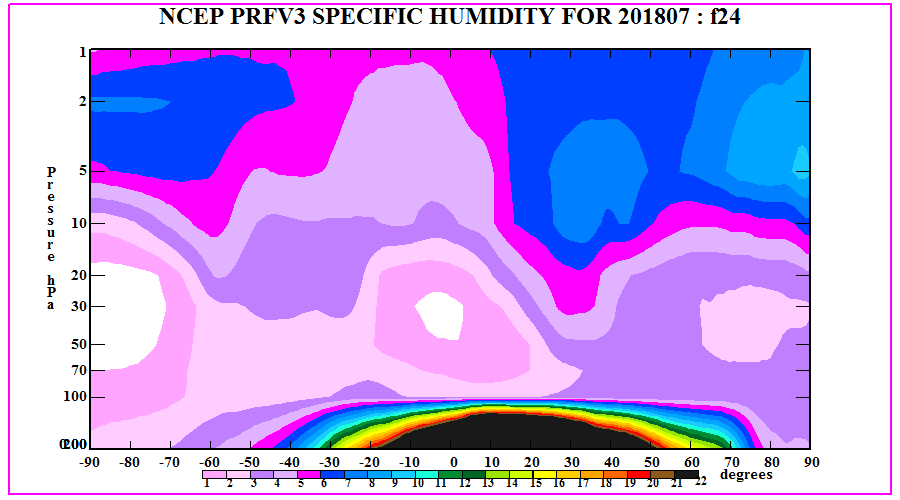 NCEP PRFV3 SPECIFIC HUMIDITY FOR 201807 : f24
1
2
5
10
20
30
50
70
100
200
Pressure hPa
-90 -80 -70 -60 -50 -40 -30 -20 -10 0 10 20 30 40 50 60 70 80 90
degrees
1 2 3 4 5 6 7 8 9 10 11 12 13 14 15 16 17 18 19 20 21 22